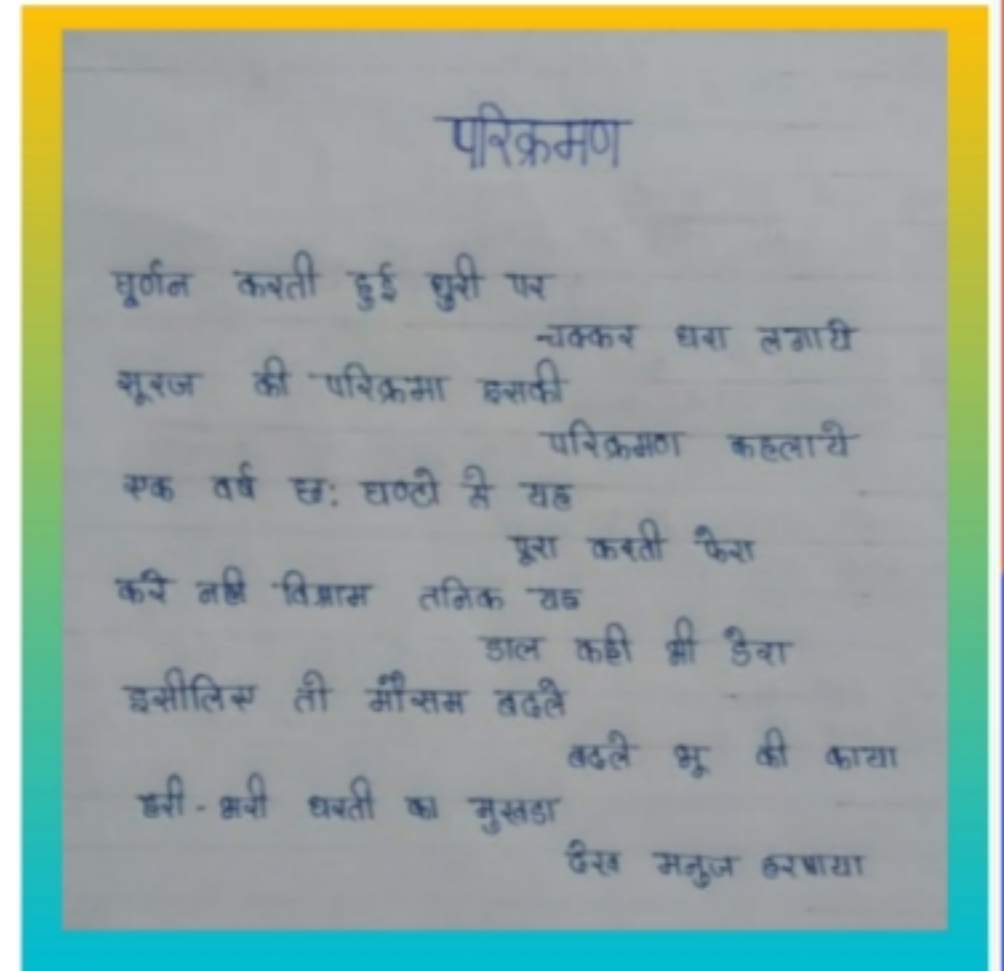 परिक्रमण
घूर्णन करती हुई धुरी पर
चक्कर धरा लगाये
सूरज की परिक्रमा इसकी
परिक्रमण कहलाये
एक वर्ष छः घण्टो मे यह
पूरा करती फेरा
करे नही विश्राम तनिक यह
डाल कही भी डेरा
इसीलिए तो मौसम बदले
बदले भू की काया
हरी-भरी धरती का मुखडा
देख मनुज हरषाया